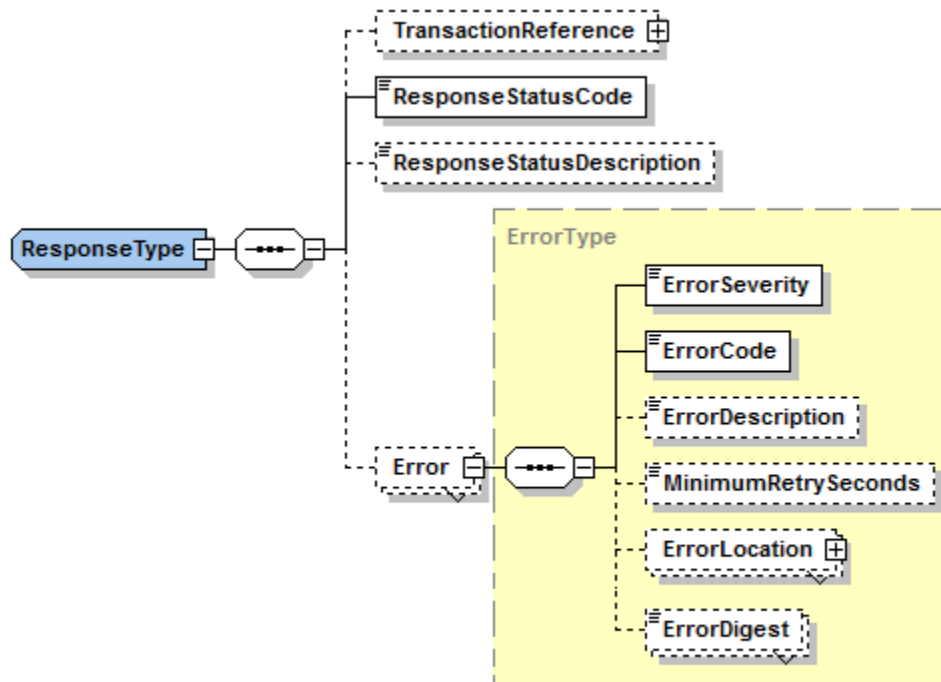 TransactionReference
ResponseStatusCode
ResponseStatusDescription
ResponseType
ErrorType
ErrorSeverity
ErrorCode
ErrorDescription
Error
MinimumRetrySeconds
ErrorLocation
ErrorDigest